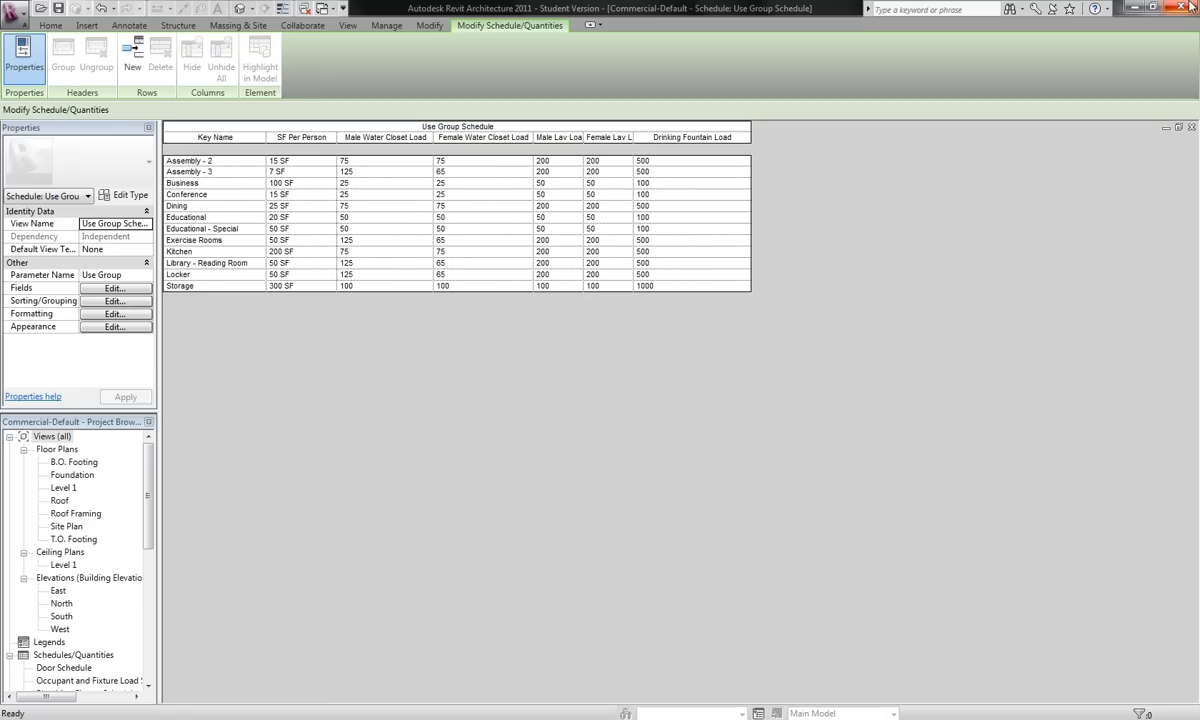 Autodesk Revit Architecture 2011 - Student Version - [Commercial-Default - Schedule: Use Group Schedule]
Type a keyword or phrase
Home Insert Annotate Structure Massing & Site Collaborate View Manage Modify Modify Schedule/Quantities
Properties Group Ungroup New Delete Hide Unhide All Highlight in Model
Properties Headers Rows Columns Element
Modify Schedule/Quantities
Properties
Schedule: Use Grou Edit Type
Identity Data
View Name Use Group Sche...
Dependency Independent
Default View Te... None
Other
Parameter Name Use Group
Fields Edit...
Sorting/Grouping Edit...
Formatting Edit...
Appearance Edit...
Properties help Apply
Commercial-Default - Project Brow...
Views (all)
Floor Plans
B.O. Footing
Foundation
Level 1
Roof
Roof Framing
Site Plan
T.O. Footing
Ceiling Plans
Level 1
Elevations (Building Elevatio
East
North
South
West
Legends
Schedules/Quantities
Door Schedule
Occupant and Fixture Load
Use Group Schedule
Key Name SF Per Person Male Water Closet Load Female Water Closet Load Male Lav Loa Female Lav L Drinking Fountain Load
Assembly - 2 15 SF 75 75 200 200 500
Assembly - 3 7 SF 125 65 200 200 500
Business 100 SF 25 25 50 50 100
Conference 15 SF 25 25 50 50 100
Dining 25 SF 75 75 200 200 500
Educational 20 SF 50 50 50 50 100
Educational - Special 50 SF 50 50 50 50 100
Exercise Rooms 50 SF 125 65 200 200 500
Kitchen 200 SF 75 75 200 200 500
Library - Reading Room 50 SF 125 65 200 200 500
Locker 50 SF 125 65 200 200 500
Storage 300 SF 100 100 100 100 1000
Ready Main Model :0